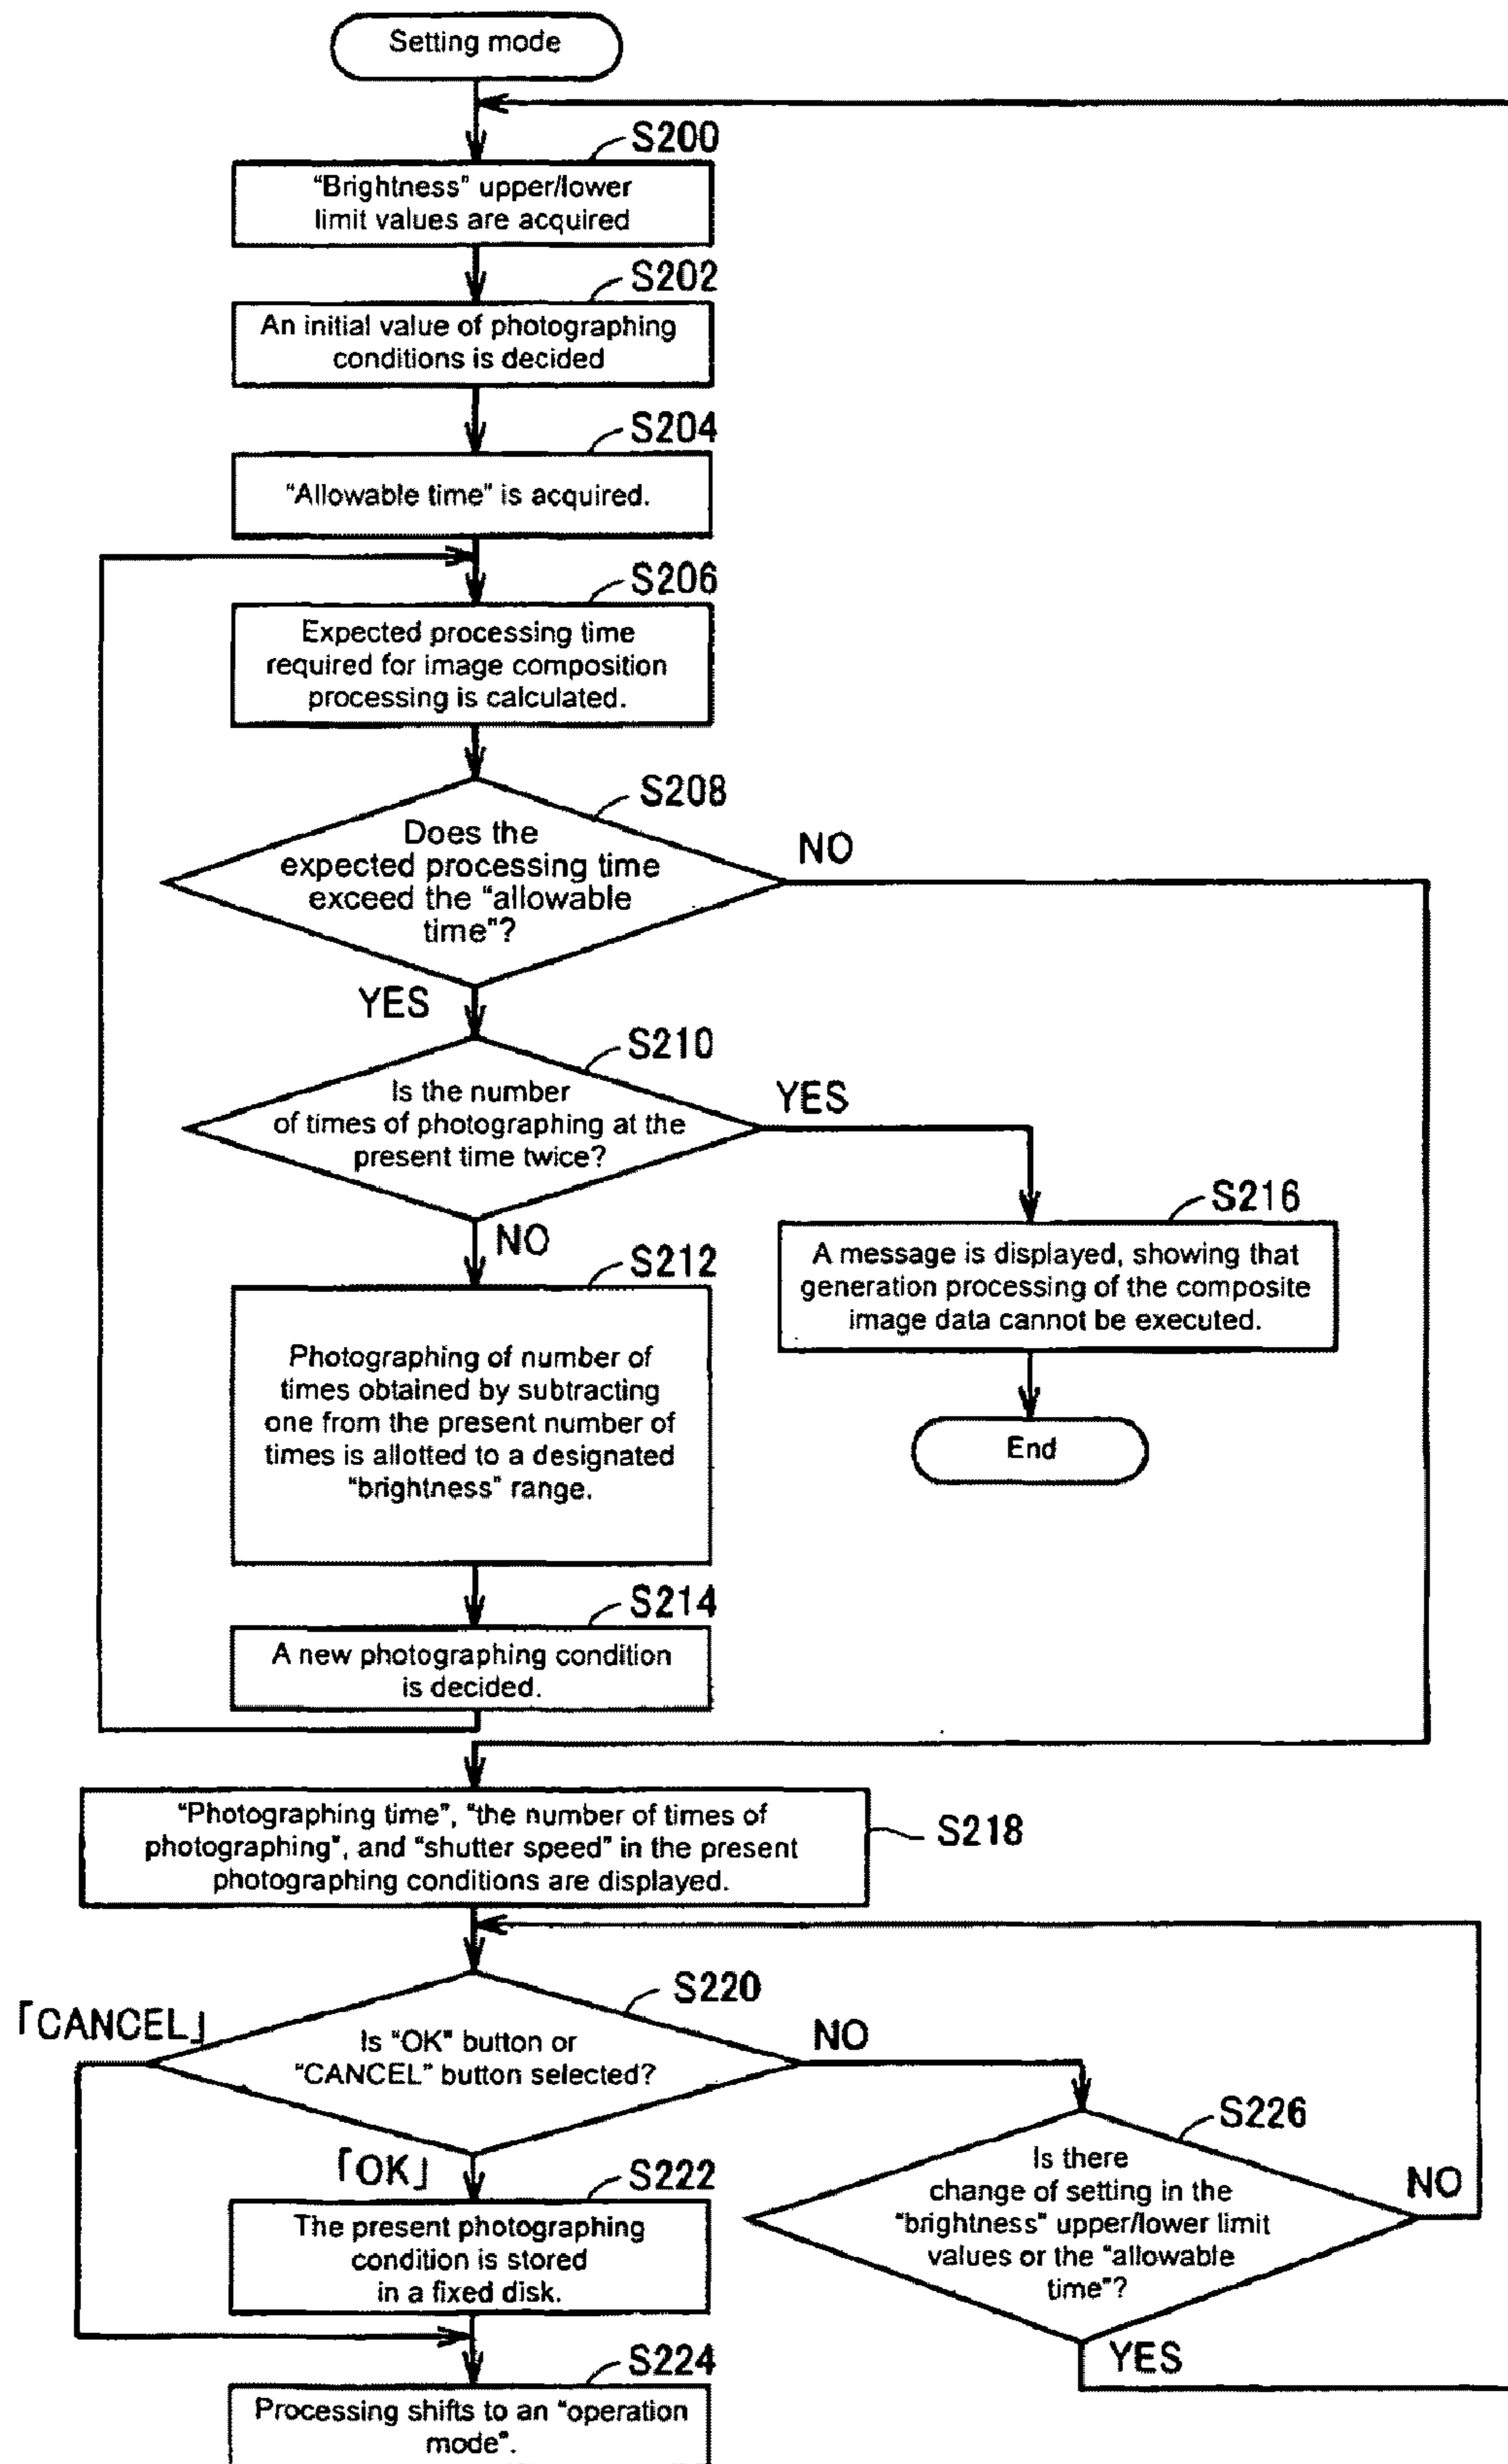 Setting mode
S200
“Brightness” upper/lower
limit values are acquired
S202
An initial value of photographing
conditions is decided
S204
“Allowable time” is acquired.
S206
Expected processing time
required for image composition
processing is calculated.
S208
Does the
expected processing time
exceed the “allowable
time”?
NO
YES
S210
Is the number
of times of photographing at the
present time twice?
YES
NO
S216
A message is displayed, showing that
generation processing of the composite
image data cannot be executed.
End
S212
Photographing of number of
times obtained by subtracting
one from the present number of
times is allotted to a designated
“brightness” range.
S214
A new photographing condition
is decided.
“Photographing time”, “the number of times of
photographing”, and “shutter speed” in the present
photographing conditions are displayed.
S218
S220
「CANCEL」
Is “OK” button or
“CANCEL” button selected?
NO
「OK」
S222
The present photographing
condition is stored
in a fixed disk.
S226
Is there
change of setting in the
“brightness” upper/lower limit
values or the “allowable
time”?
NO
YES
S224
Processing shifts to an “operation
mode”.